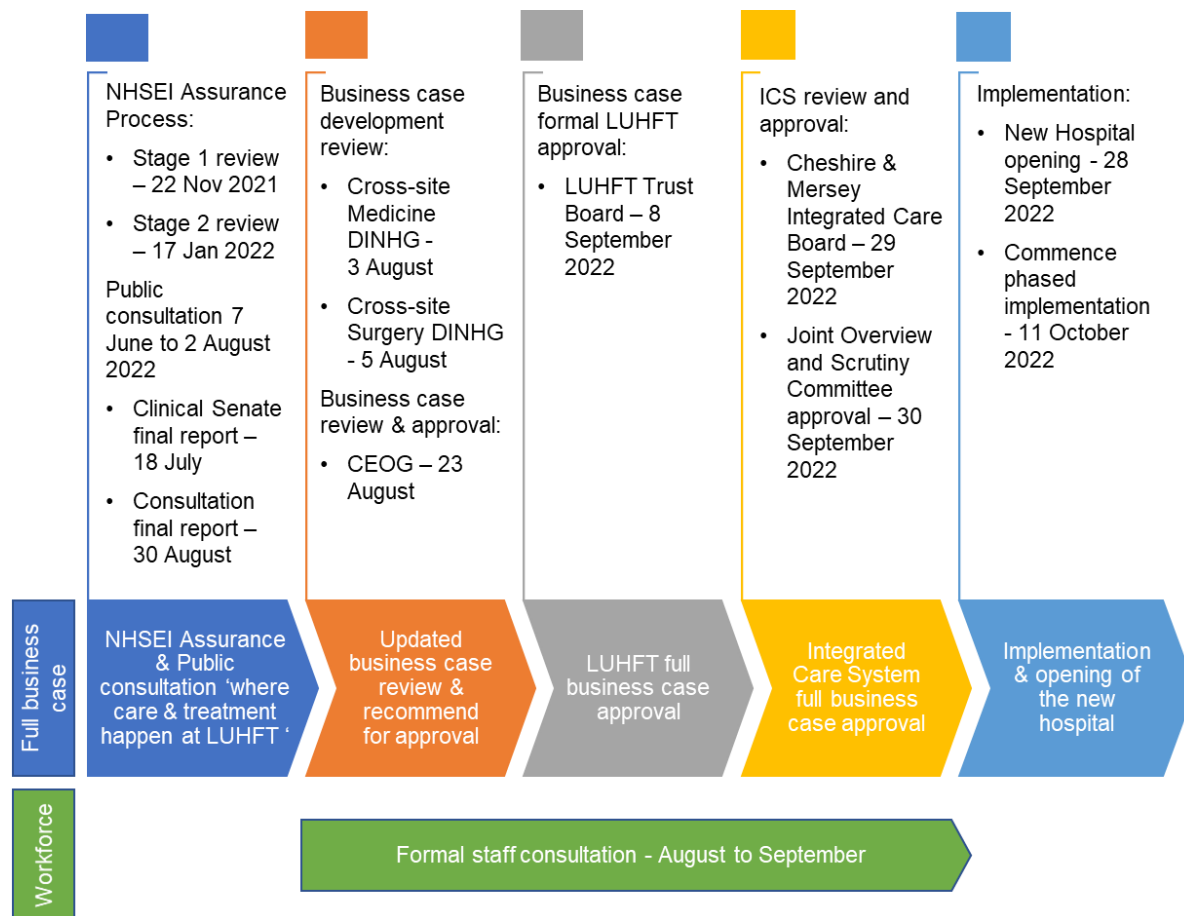 NHSEI Assurance
Process:
• Stage 1 review
– 22 Nov 2021
• Stage 2 review
– 17 Jan 2022
Public
consultation 7
June to 2 August
2022
• Clinical Senate
final report –
18 July
• Consultation
final report –
30 August
Business case
development
review:
• Cross-site
Medicine
DINHG -
3 August
• Cross-site
Surgery DINHG
- 5 August
Business case
review & approval:
• CEOG – 23
August
Business case
formal LUHFT
approval:
• LUHFT Trust
Board – 8
September
2022
ICS review and
approval:
• Cheshire &
Mersey
Integrated Care
Board – 29
September
2022
• Joint Overview
and Scrutiny
Committee
approval – 30
September
2022
Implementation:
• New Hospital
opening - 28
September
2022
• Commence
phased
implementation
- 11 October
2022
Full business
case
NHSEI Assurance
& Public
consultation ‘where
care & treatment
happen at LUHFT ‘
Updated
business case
review &
recommend
for approval
LUHFT full
business case
approval
Integrated
Care System
full business
case approval
Implementation
& opening of
the new
hospital
Workforce
Formal staff consultation - August to September